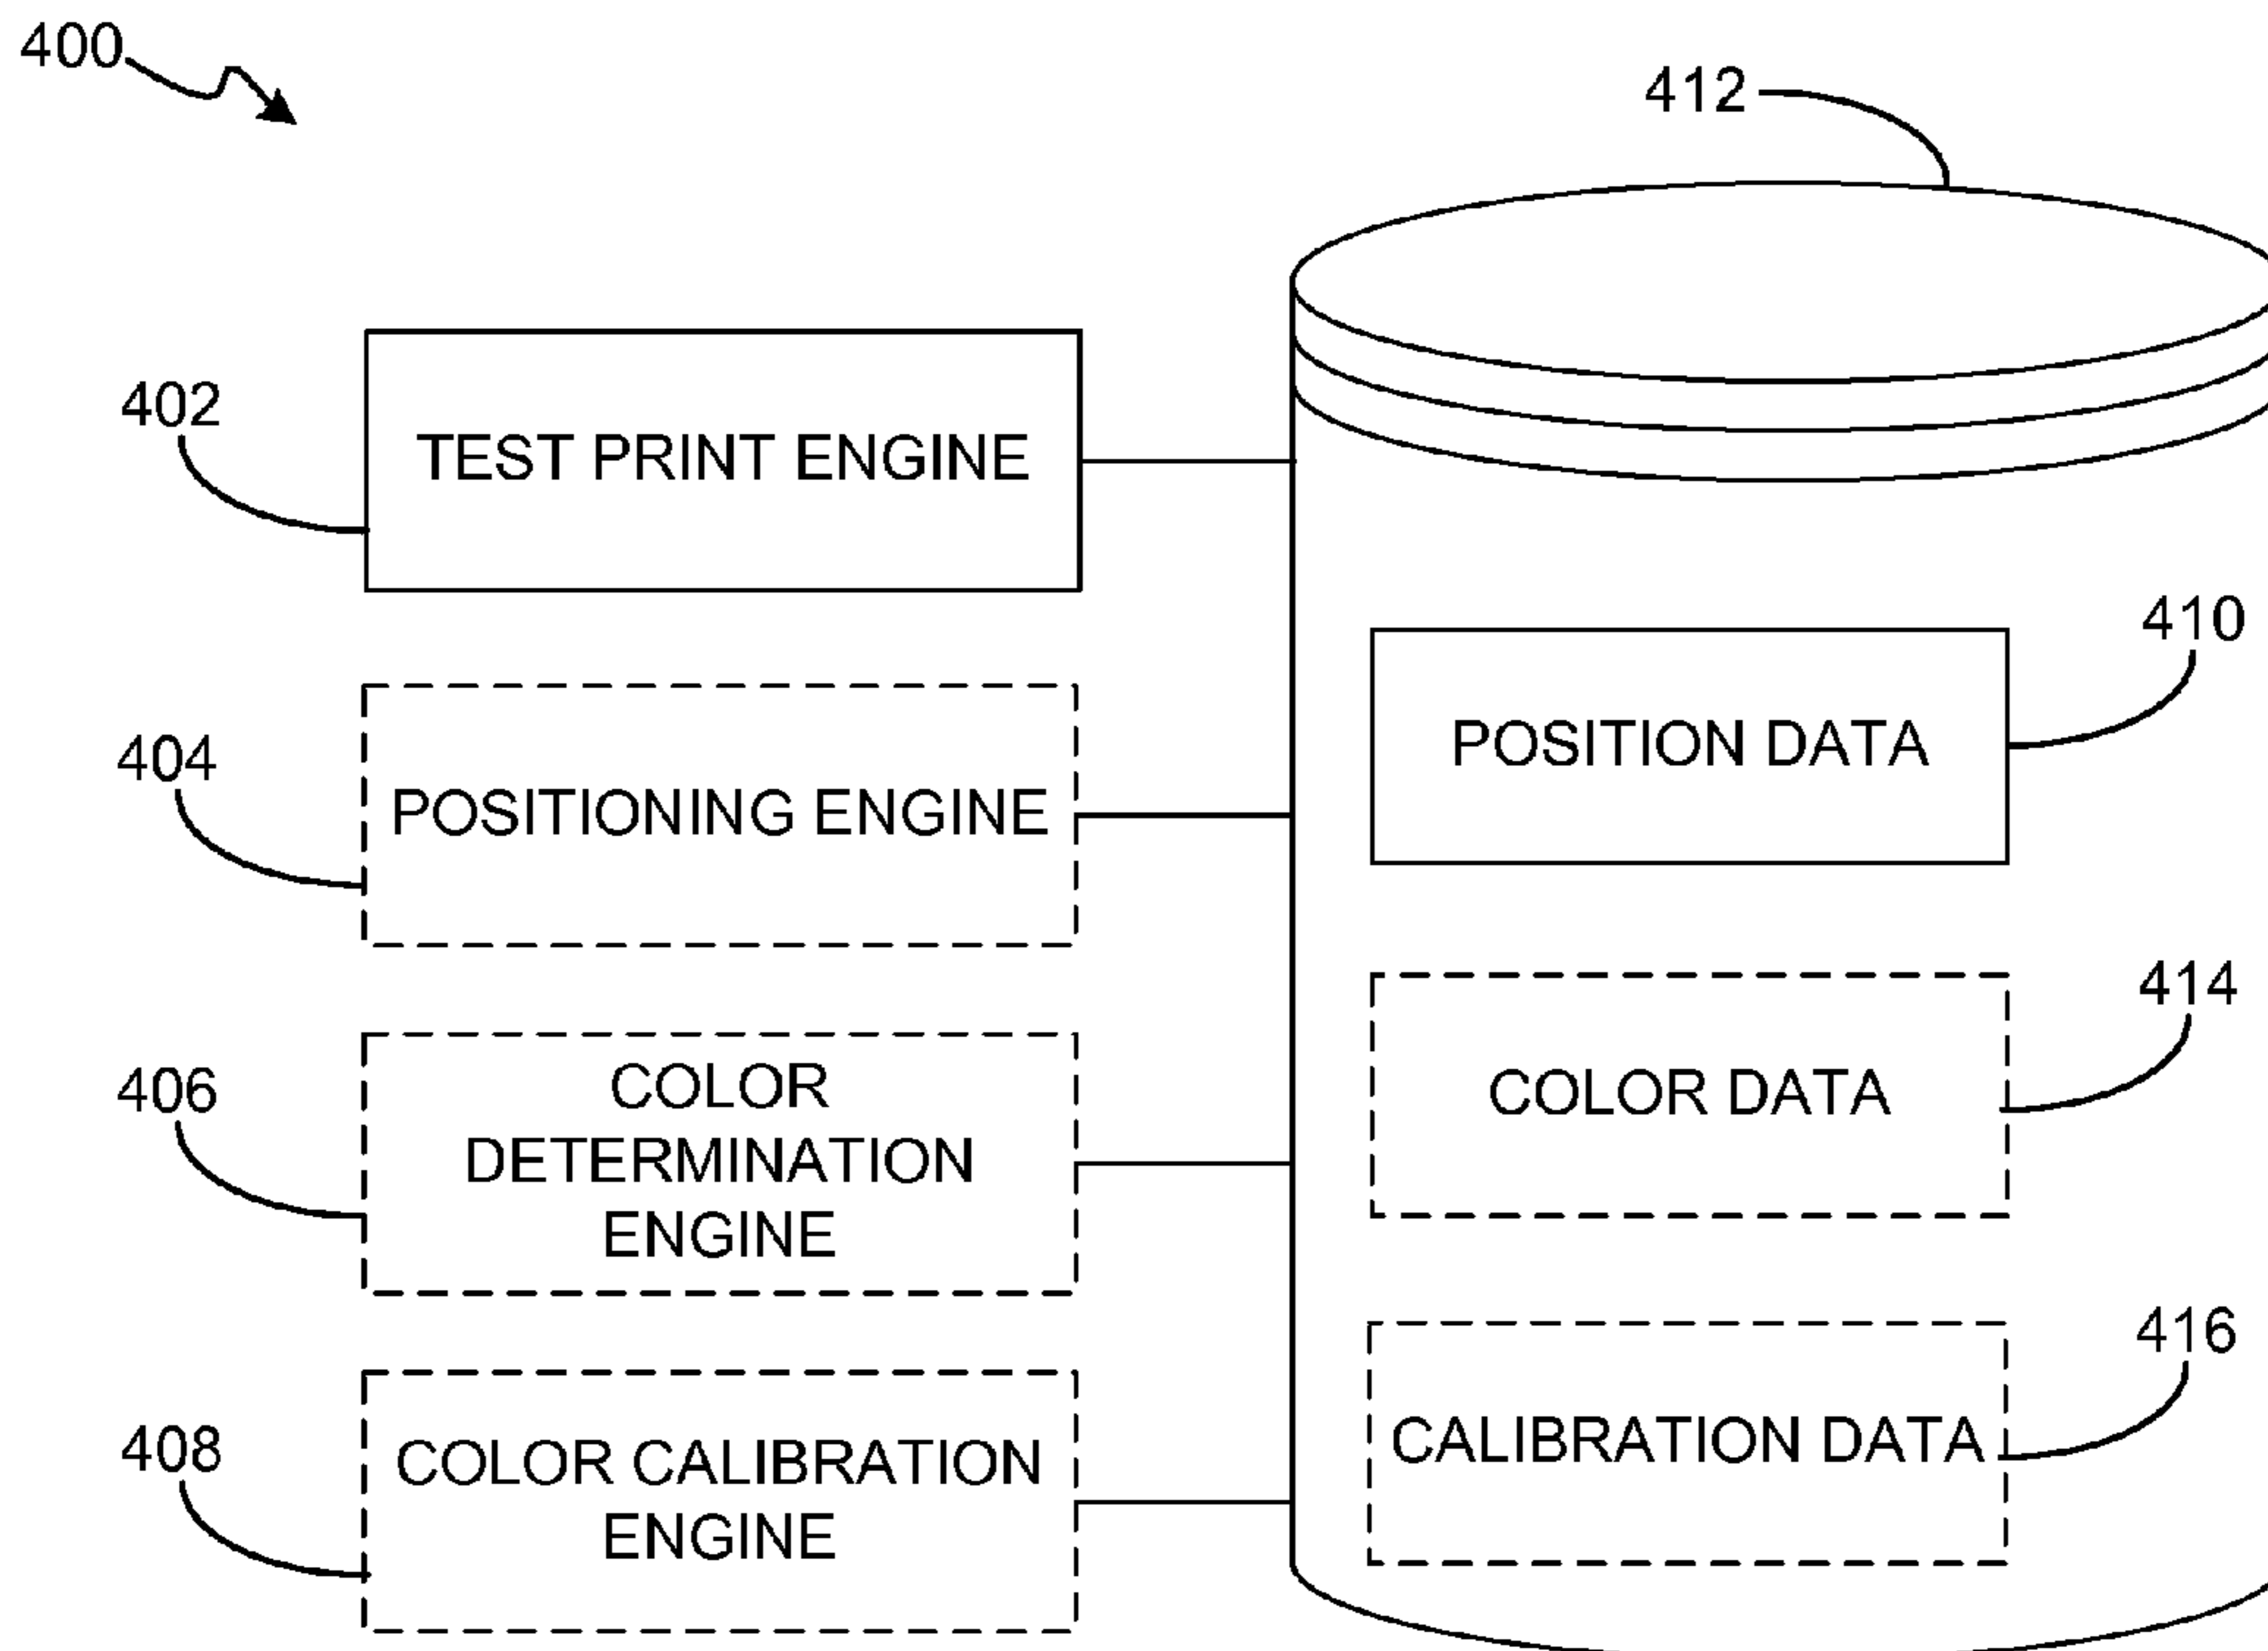 400
412
402
TEST PRINT ENGINE
410
POSITION DATA
404
POSITIONING ENGINE
414
COLOR DATA
406
COLOR
DETERMINATION
ENGINE
416
CALIBRATION DATA
408
COLOR CALIBRATION
ENGINE